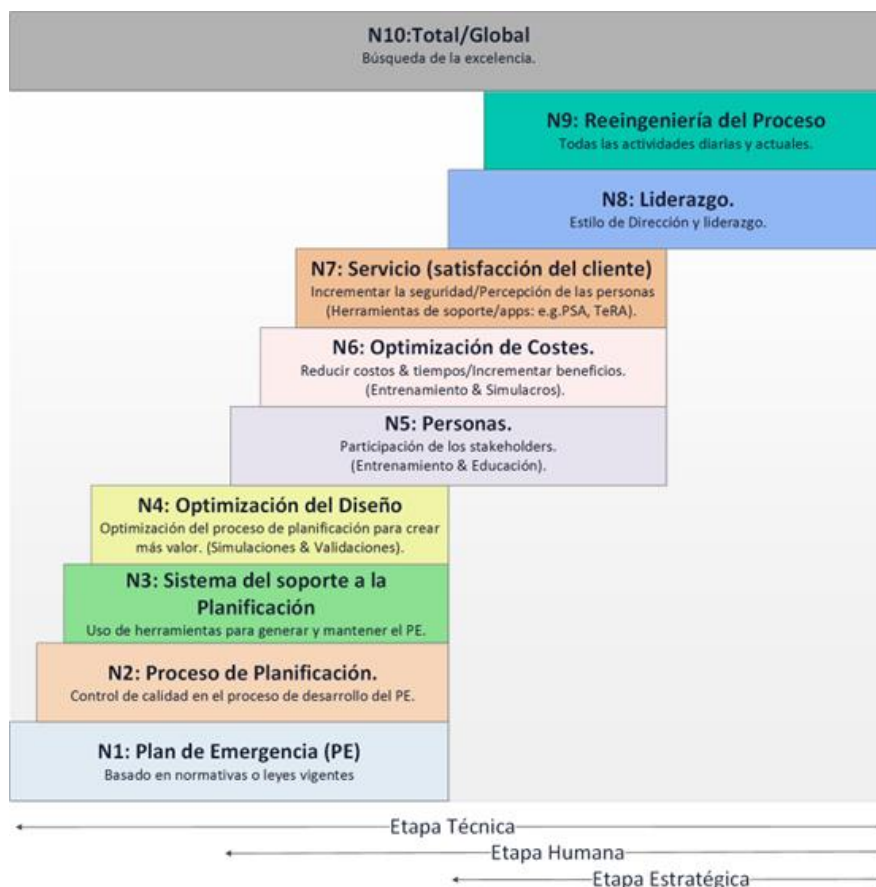 N10:Total/Global
Búsqueda de la excelencia.
N9: Reeingeniería del Proceso
Todas las actividades diarias y actuales.
N8: Liderazgo.
Estilo de Dirección y liderazgo.
N7: Servicio (satisfacción del cliente)
Incrementar la seguridad/Percepción de las personas
(Herramientas de soporte/apps: e.g.PSA, TeRA).
N6: Optimización de Costes.
Reducir costos & tiempos/Incrementar beneficios.
(Entrenamiento & Simulacros).
N5: Personas.
Participación de los stakeholders.
(Entrenamiento & Educación).
N4: Optimización del Diseño
Optimización del proceso de planificación para crear
más valor. (Simulaciones & Validaciones).
N3: Sistema del soporte a la
Planificación
Uso de herramientas para generar y mantener el PE.
N2: Proceso de Planificación.
Control de calidad en el proceso de desarrollo del PE.
N1: Plan de Emergencia (PE)
Basado en normativas o leyes vigentes
Etapa Técnica
Etapa Humana
Etapa Estratégica